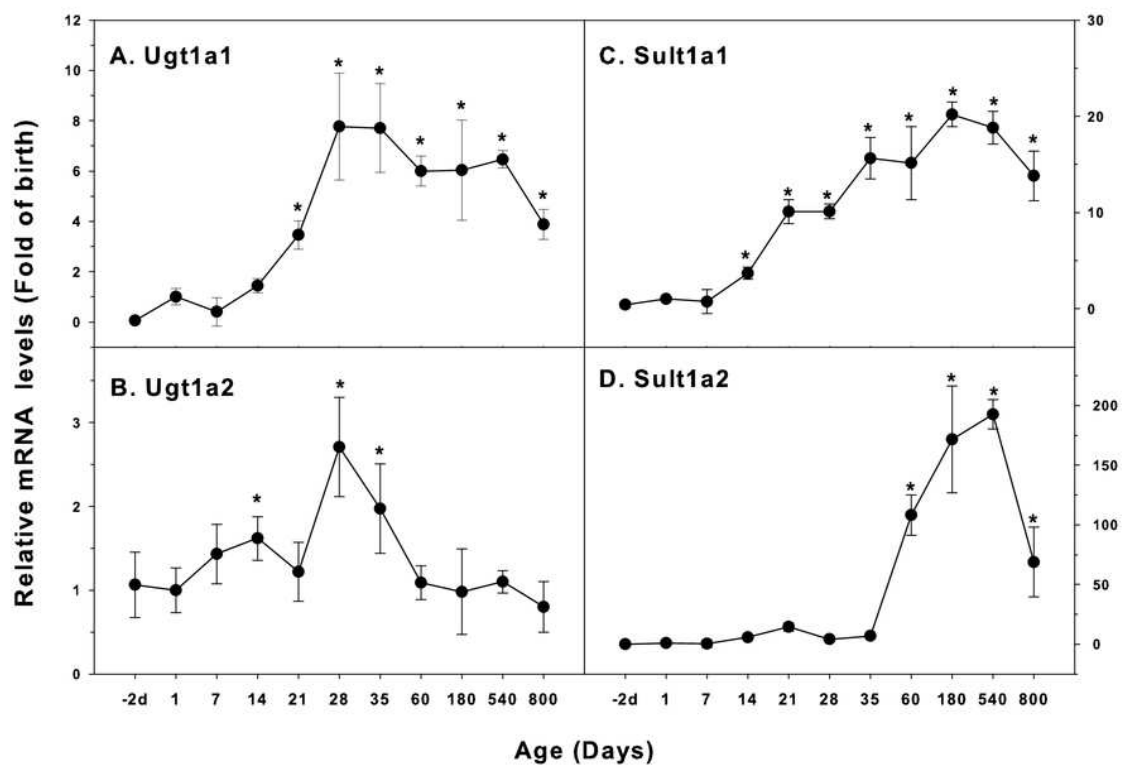 Relative mRNA levels (Fold of birth)
A. Ugt1a1
12
10
8
6
4
2
0
* * * * * * *
C. Sult1a1
30
20
10
0
* * * * * * * *
B. Ugt1a2
3
2
1
0
* * *
D. Sult1a2
200
150
100
50
0
* * * *
-2d 1 7 14 21 28 35 60 180 540 800
-2d 1 7 14 21 28 35 60 180 540 800
Age (Days)